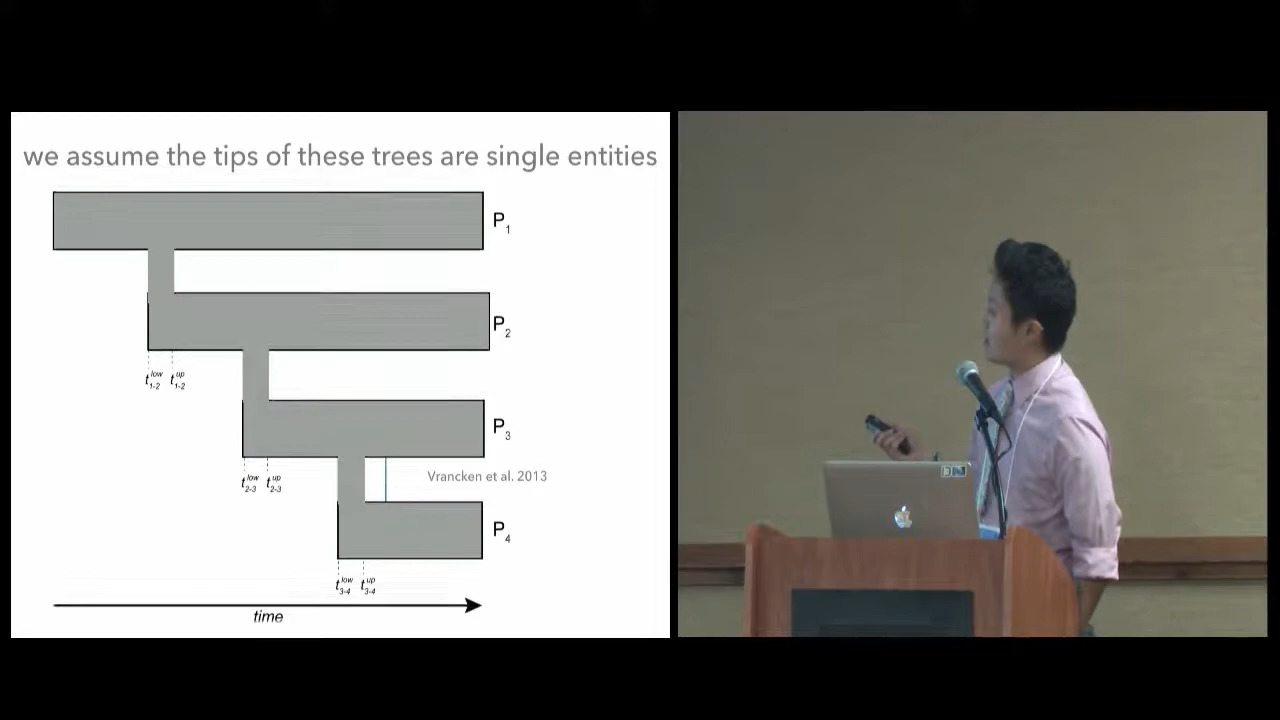 we assume the tips of these trees are single entities
P1
P2
t1-2low t1-2up
P3
Vrancken et al. 2013
t2-3low t2-3up
P4
t3-4low t3-4up
time